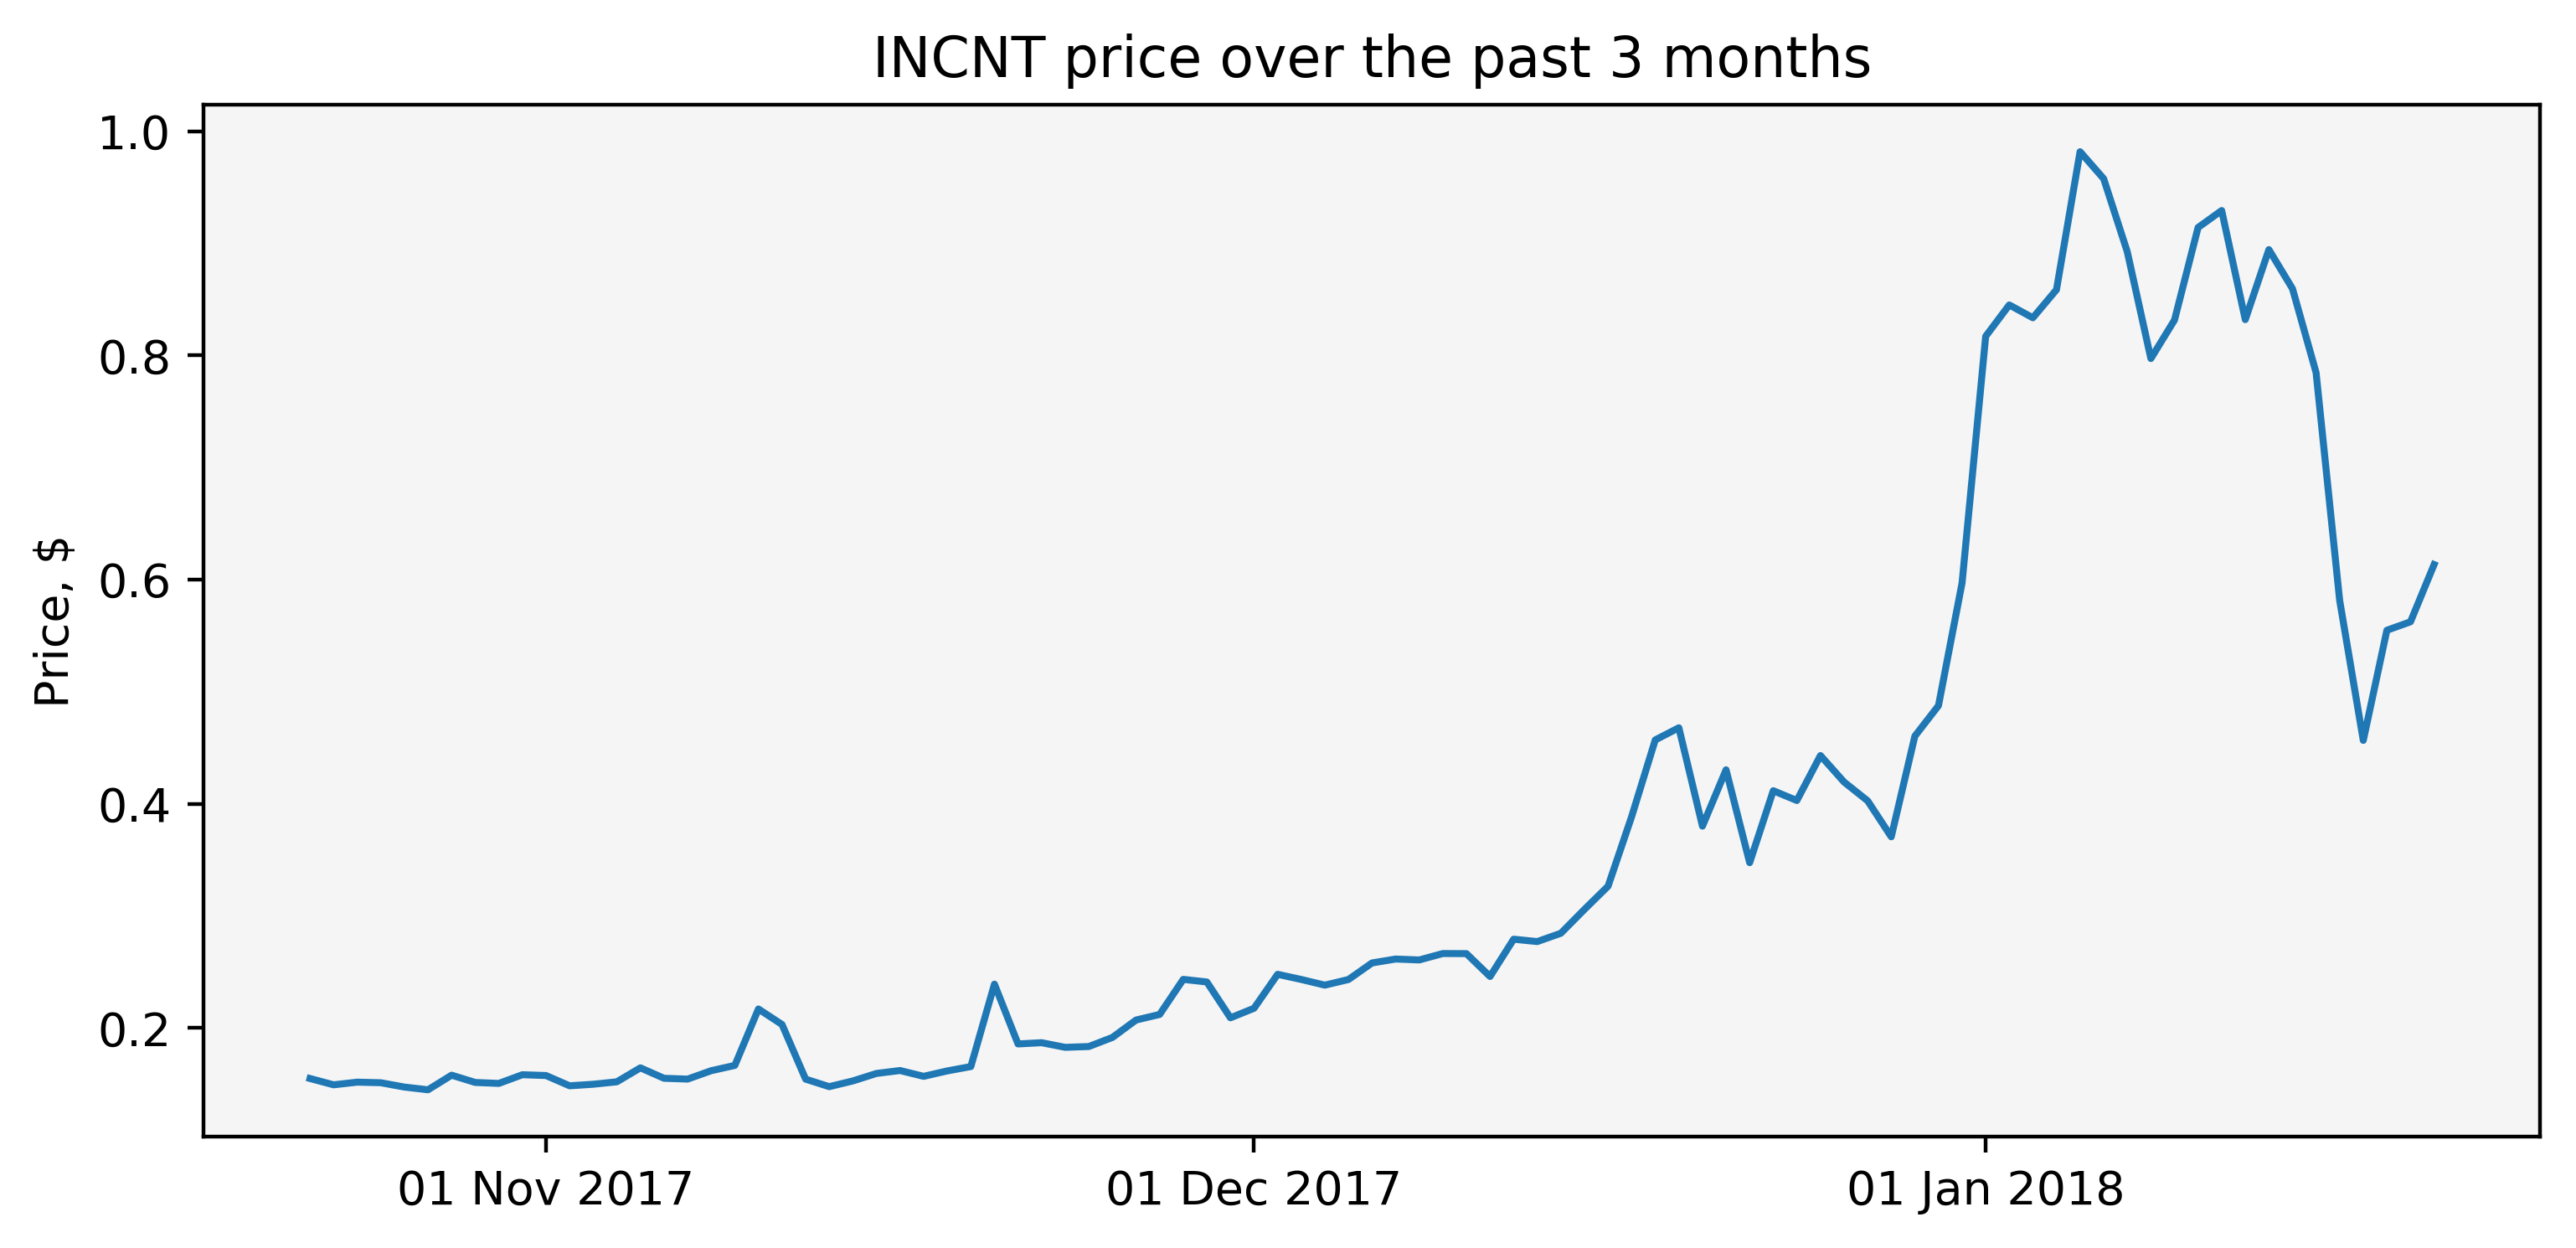 INCNT price over the past 3 months
1.0
0.8
0.6
0.4
0.2
Price, $
01 Nov 2017
01 Dec 2017
01 Jan 2018